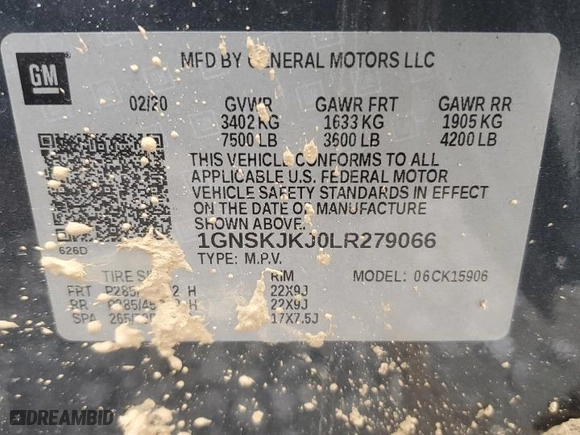 GM
MFD BY GENERAL MOTORS LLC
02/20 GVWR GAWR FRT GAWR RR
3402 KG 1633 KG 1905 KG
7500 LB 3600 LB 4200 LB
THIS VEHICLE CONFORMS TO ALL
APPLICABLE U.S. FEDERAL MOTOR
VEHICLE SAFETY STANDARDS IN EFFECT
ON THE DATE OF MANUFACTURE
SHOWN ABOVE.
626D 1GNSKJKJ0LR279066
TYPE: M.P.V.
TIRE RIM MODEL: 06CK15906
FRT H 22X9J
RR H 22X9J
SPA 17X7.5J
DREAMBID